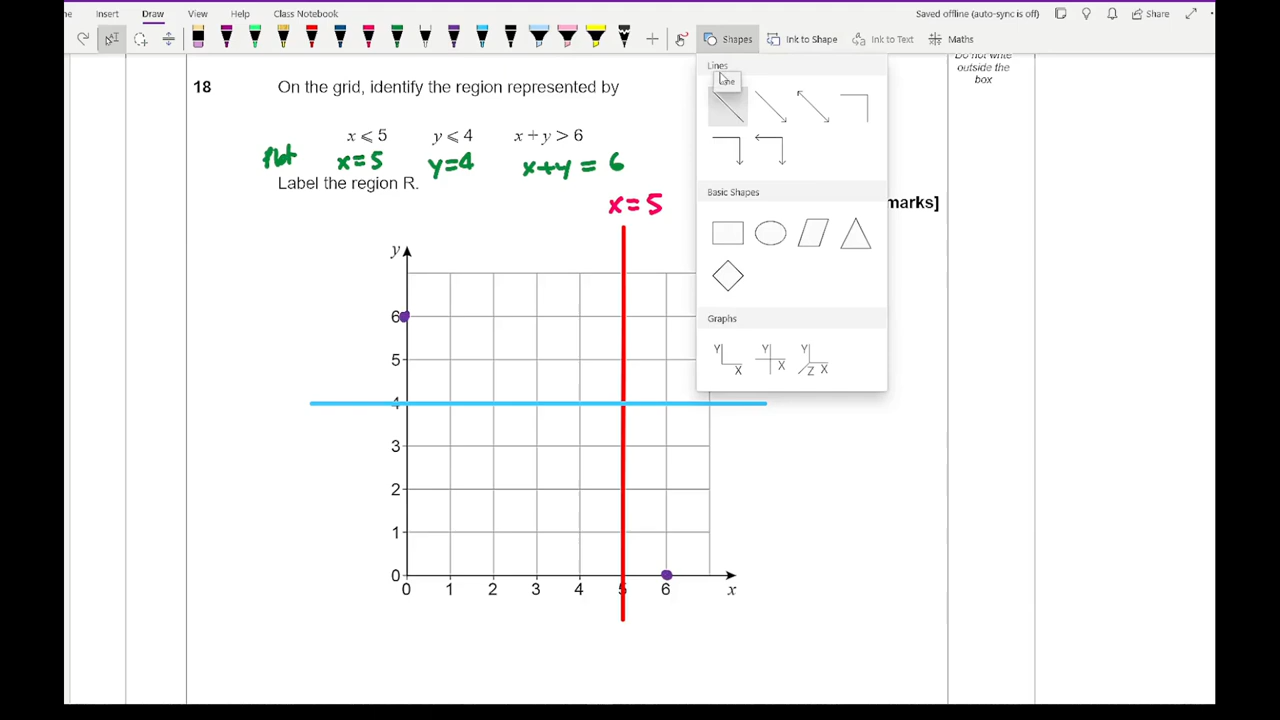 Insert Draw View Help Class Notebook Saved offline (auto-sync is off) Share
Shapes Ink to Shape Ink to Text Maths
Do not write
outside the
box
Lines
18 On the grid, identify the region represented by
x ⩽ 5 y ⩽ 4 x + y > 6
Plot x=5 y=4 x+y = 6
Label the region R.
Basic Shapes
marks]
x=5
y
6
5
4
3
2
1
0
0 1 2 3 4 5 6 x
Graphs
Y X Y X Y Z X